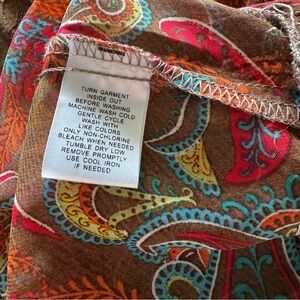 TURN GARMENT
INSIDE OUT
BEFORE WASHING
MACHINE WASH COLD
GENTLE CYCLE
WASH WITH
LIKE COLORS
ONLY NON-CHLORINE
BLEACH WHEN NEEDED
TUMBLE DRY LOW
REMOVE PROMPTLY
USE COOL IRON
IF NEEDED